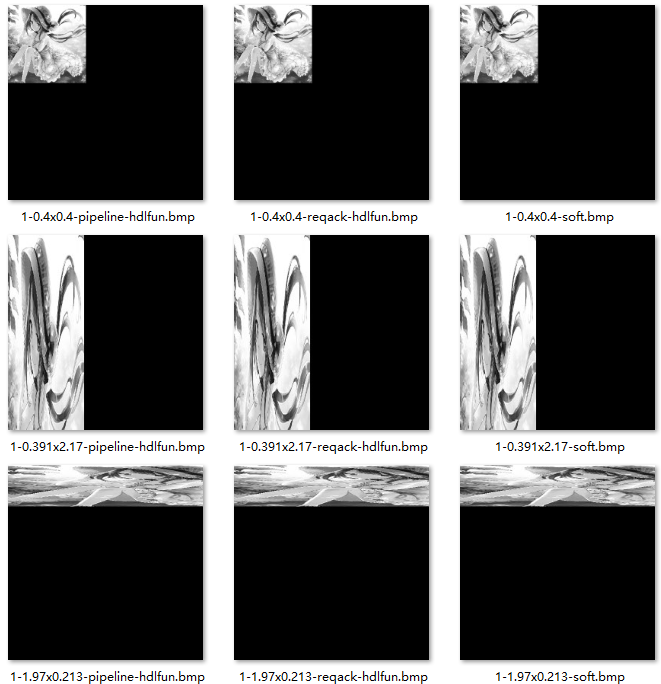 1-0.4x0.4-pipeline-hdlfun.bmp
1-0.4x0.4-reqack-hdlfun.bmp
1-0.4x0.4-soft.bmp
1-0.391x2.17-pipeline-hdlfun.bmp
1-0.391x2.17-reqack-hdlfun.bmp
1-0.391x2.17-soft.bmp
1-1.97x0.213-pipeline-hdlfun.bmp
1-1.97x0.213-reqack-hdlfun.bmp
1-1.97x0.213-soft.bmp